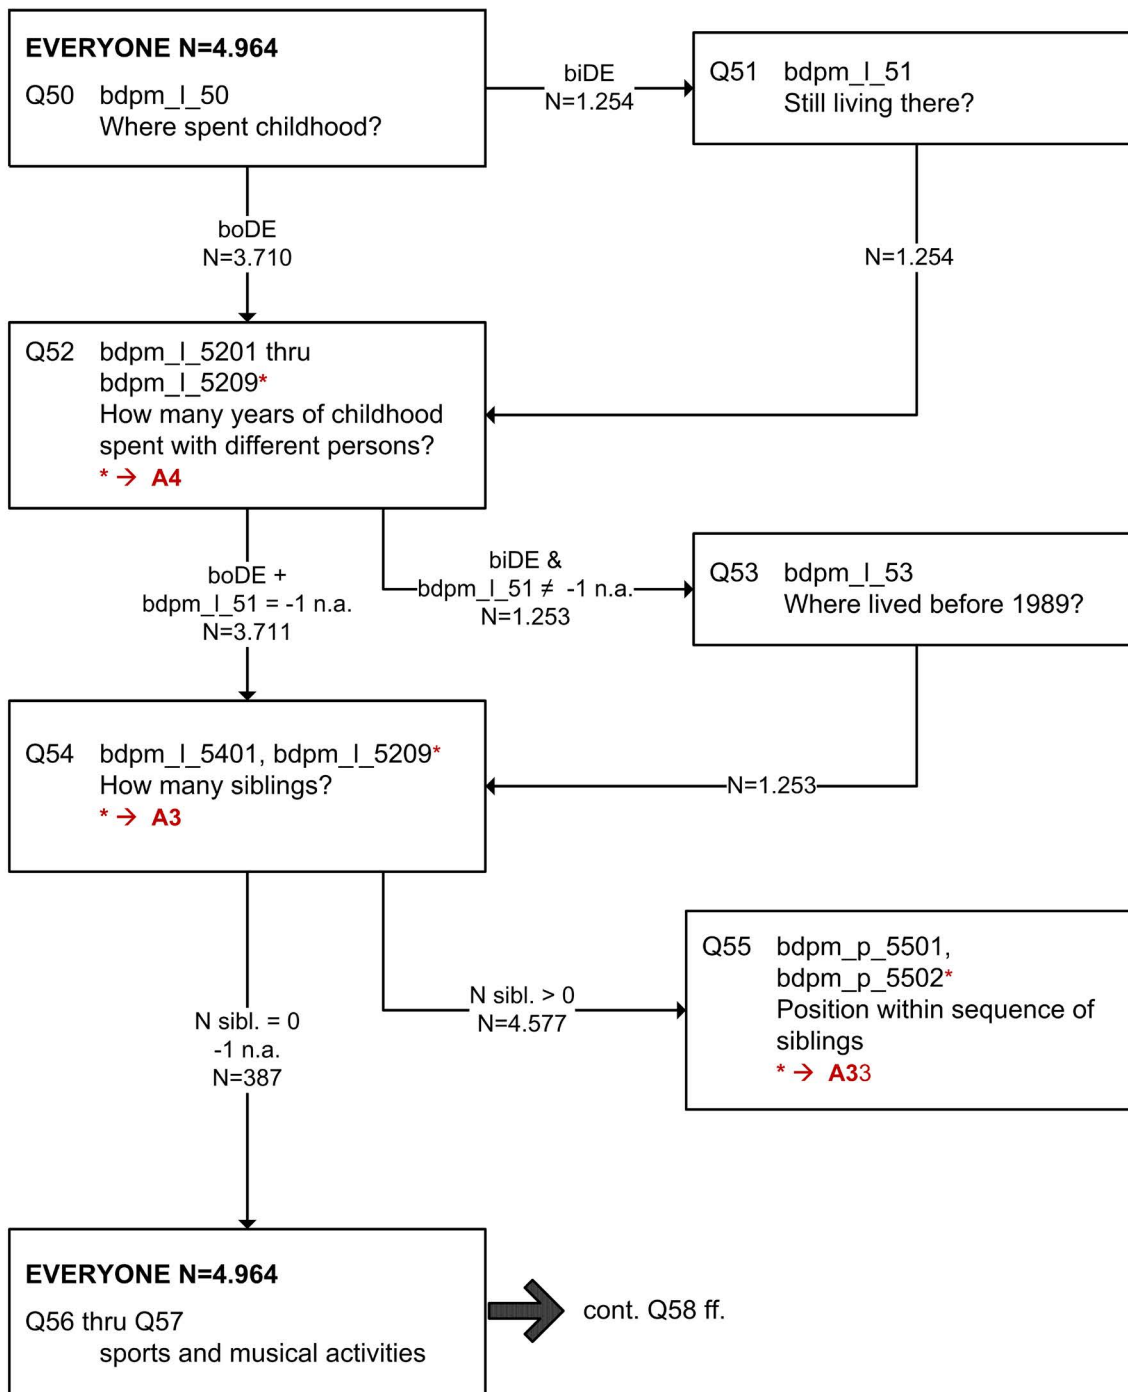 EVERYONE N=4.964
Q50 bdpm_l_50
Where spent childhood?
biDE
N=1.254
Q51 bdpm_l_51
Still living there?
boDE
N=3.710
N=1.254
Q52 bdpm_l_5201 thru
bdpm_l_5209*
How many years of childhood
spent with different persons?
* → A4
boDE +
bdpm_l_51 = -1 n.a.
N=3.711
biDE &
bdpm_l_51 ≠ -1 n.a.
N=1.253
Q53 bdpm_l_53
Where lived before 1989?
Q54 bdpm_l_5401, bdpm_l_5209*
How many siblings?
* → A3
N=1.253
N sibl. = 0
-1 n.a.
N=387
N sibl. > 0
N=4.577
Q55 bdpm_p_5501,
bdpm_p_5502*
Position within sequence of
siblings
* → A33
EVERYONE N=4.964
Q56 thru Q57
sports and musical activities
cont. Q58 ff.